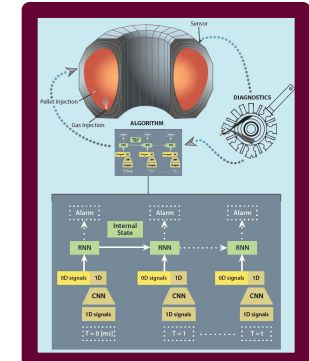 Sensor
Pellet Injection
DIAGNOSTICS
Gas Injection
ALGORITHM
Alarm Alarm Alarm
Internal
State
RNN RNN RNN
0D signals 1D 0D signals 1D 0D signals 1D
CNN CNN CNN
1D signals 1D signals 1D signals
T = 0 [ms] T = 1 T = t